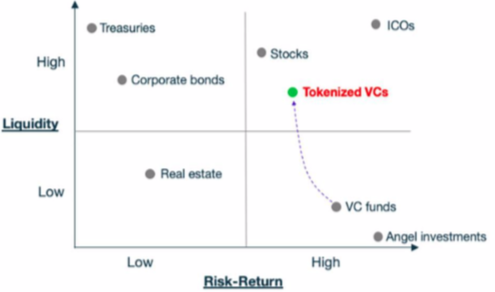 Treasuries
ICOs
Stocks
High
Corporate bonds
Tokenized VCs
Liquidity
Real estate
Low
VC funds
Angel investments
Low
High
Risk-Return